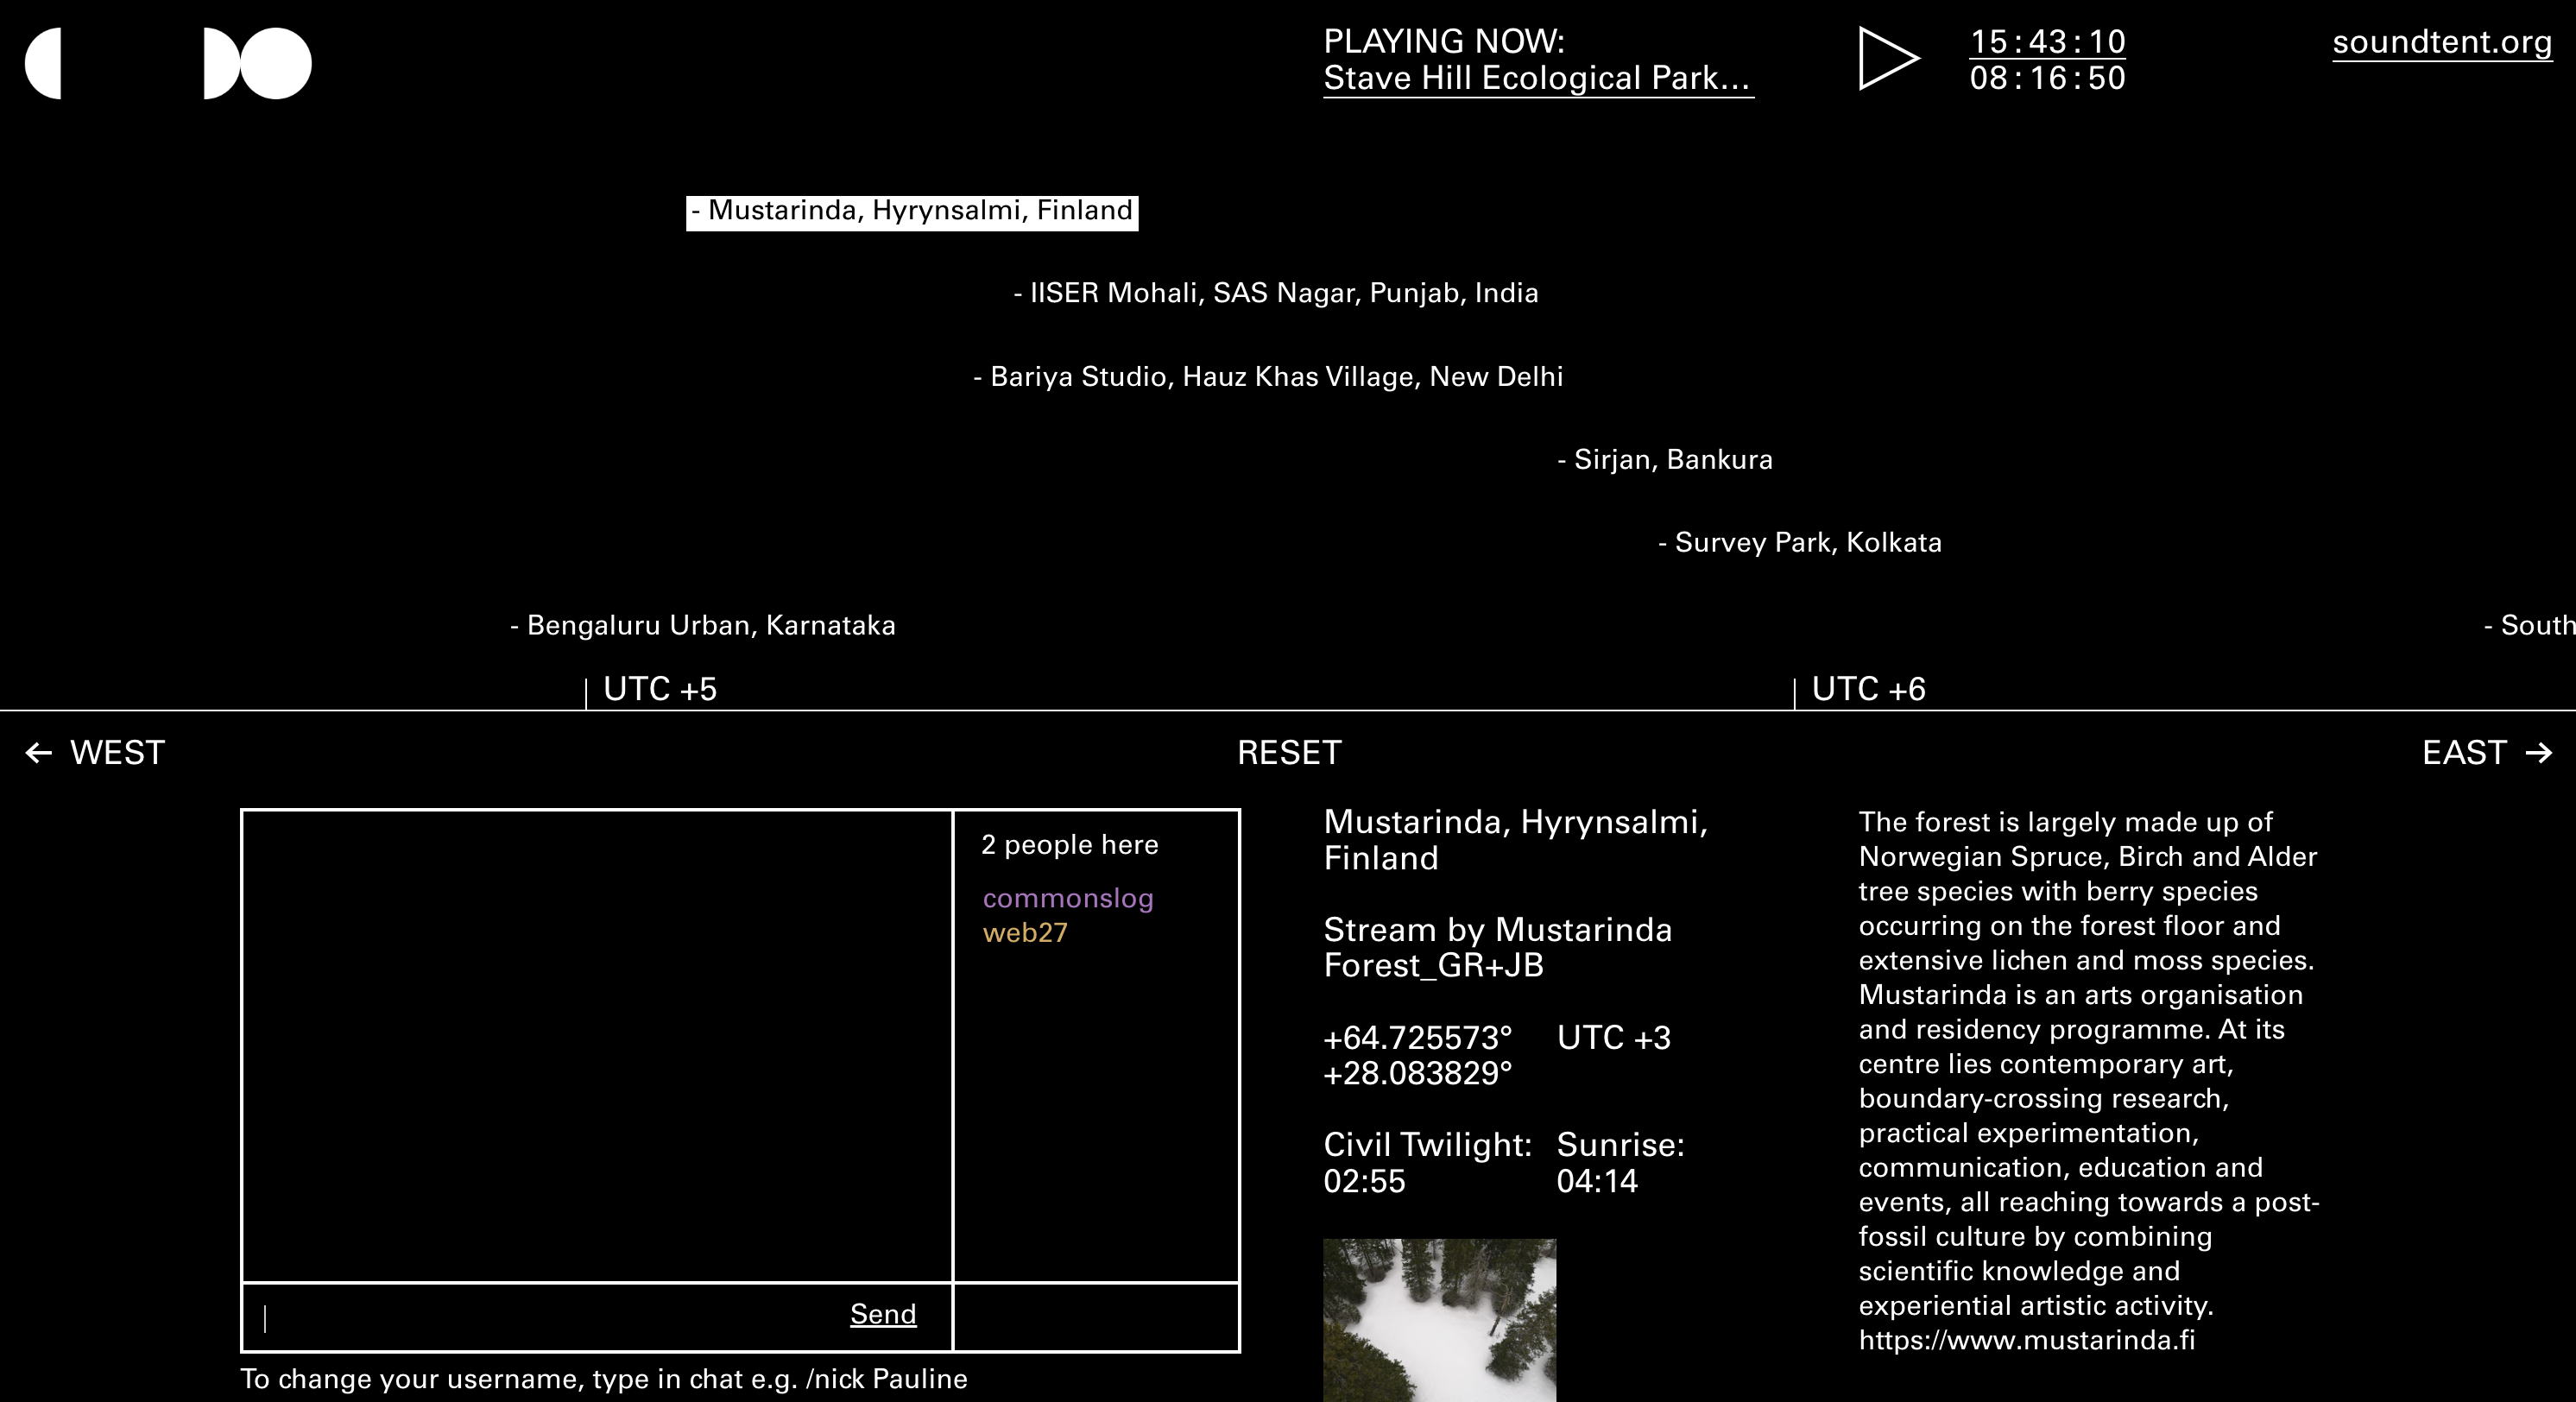 PLAYING NOW:
Stave Hill Ecological Park...
15:43:10
08:16:50
soundtent.org
- Mustarinda, Hyrynsalmi, Finland
- IISER Mohali, SAS Nagar, Punjab, India
- Bariya Studio, Hauz Khas Village, New Delhi
- Sirjan, Bankura
- Survey Park, Kolkata
- Bengaluru Urban, Karnataka
- South
UTC +5
UTC +6
← WEST
RESET
EAST →
2 people here
commonslog
web27
Send
To change your username, type in chat e.g. /nick Pauline
Mustarinda, Hyrynsalmi,
Finland
Stream by Mustarinda
Forest_GR+JB
+64.725573° UTC +3
+28.083829°
Civil Twilight: Sunrise:
02:55 04:14
The forest is largely made up of
Norwegian Spruce, Birch and Alder
tree species with berry species
occurring on the forest floor and
extensive lichen and moss species.
Mustarinda is an arts organisation
and residency programme. At its
centre lies contemporary art,
boundary-crossing research,
practical experimentation,
communication, education and
events, all reaching towards a post-
fossil culture by combining
scientific knowledge and
experiential artistic activity.
https://www.mustarinda.fi